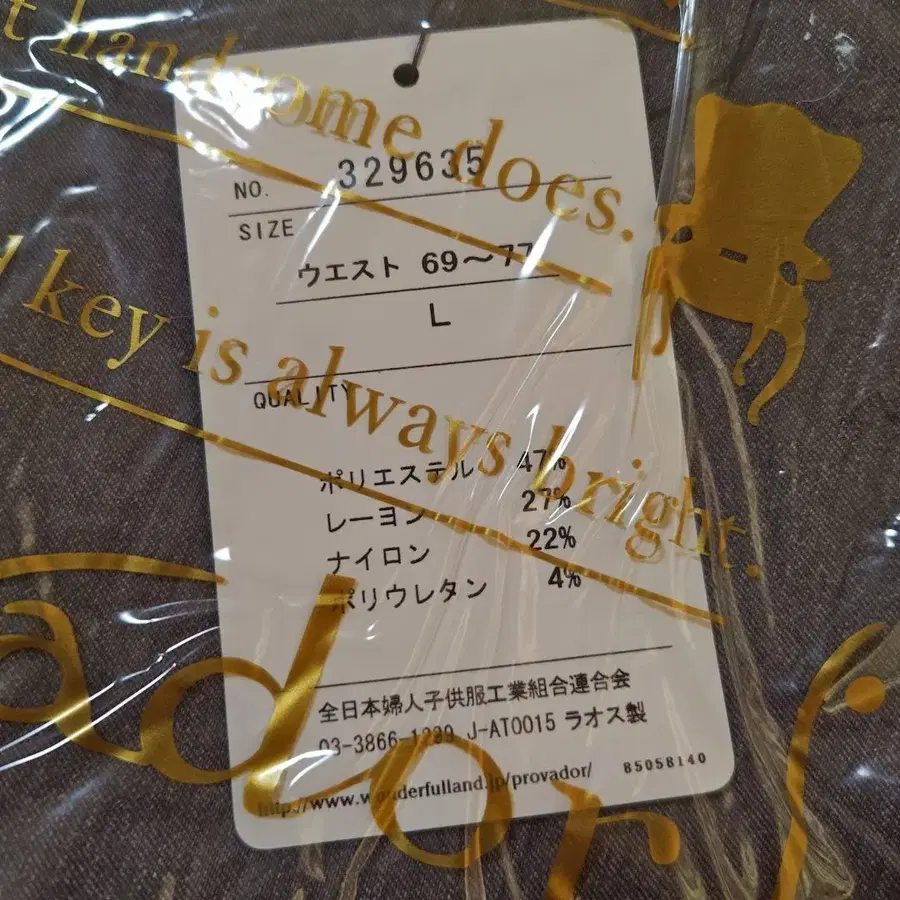 t handsome does.
key is always bright.
ador
NO. 329635
SIZE
ウエスト 69〜77
L
QUALITY
ポリエステル 47%
レーヨン 27%
ナイロン 22%
ポリウレタン 4%
全日本婦人子供服工業組合連合会
03-3866-1289 J-AT0015 ラオス製
http://www.wonderfulland.jp/provador/ 85058140